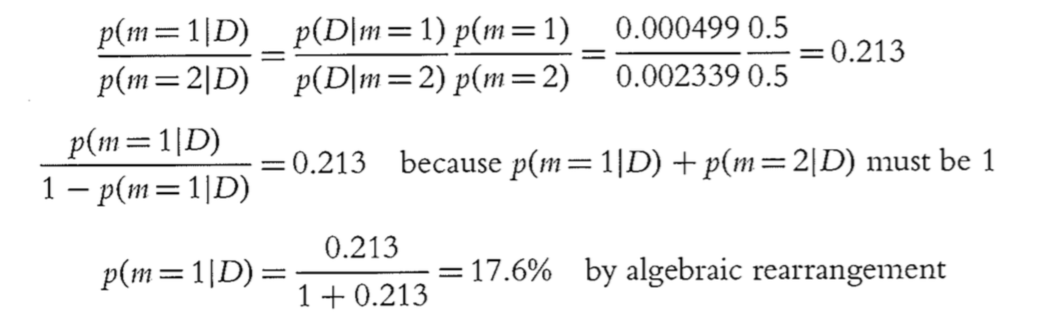 p(m = 1|D) / p(m = 2|D) = p(D|m = 1) / p(D|m = 2) p(m = 1) / p(m = 2) = 0.000499 / 0.002339 0.5 / 0.5 = 0.213
p(m = 1|D) / 1 − p(m = 1|D) = 0.213 because p(m = 1|D) + p(m = 2|D) must be 1
p(m = 1|D) = 0.213 / 1 + 0.213 = 17.6% by algebraic rearrangement